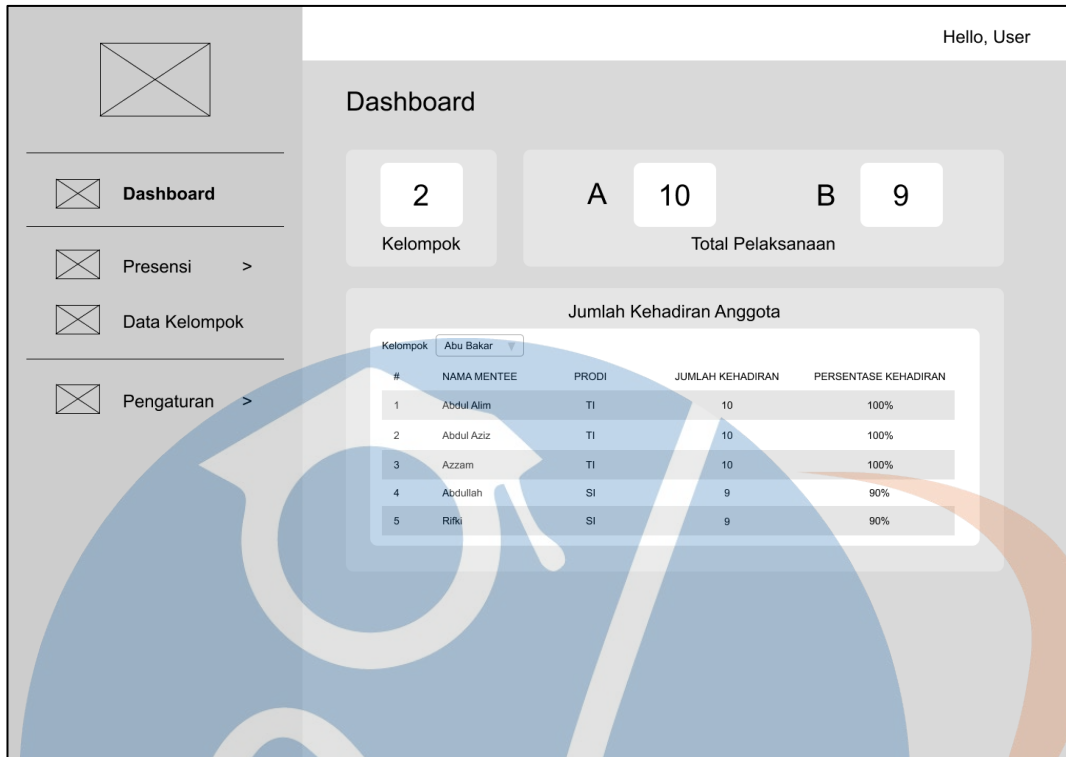 Hello, User
Dashboard
Dashboard
Presensi >
Data Kelompok
Pengaturan >
2
Kelompok
A 10 B 9
Total Pelaksanaan
Jumlah Kehadiran Anggota
Kelompok Abu Bakar
# NAMA MENTEE PRODI JUMLAH KEHADIRAN PERSENTASE KEHADIRAN
1 Abdul Alim TI 10 100%
2 Abdul Aziz TI 10 100%
3 Azzam TI 10 100%
4 Abdullah SI 9 90%
5 Rifki SI 9 90%